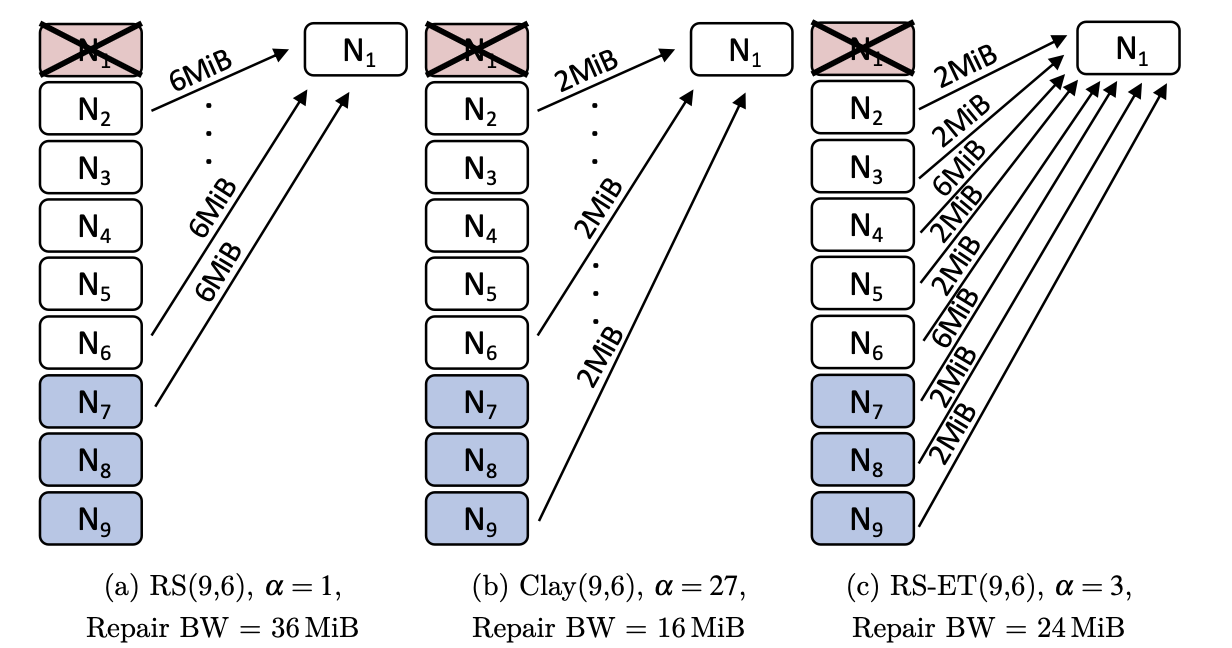 N₁ 6MiB N₁
N₂
N₃
N₄ 6MiB
N₅ 6MiB
N₆
N₇
N₈
N₉
(a) RS(9,6), α = 1,
Repair BW = 36 MiB
N₁ 2MiB N₁
N₂
N₃
N₄ 2MiB
N₅
N₆ 2MiB
N₇
N₈
N₉
(b) Clay(9,6), α = 27,
Repair BW = 16 MiB
N₁ 2MiB N₁
N₂ 2MiB
N₃ 6MiB
N₄ 2MiB
N₅ 2MiB
N₆ 6MiB
N₇ 2MiB
N₈ 2MiB
N₉
(c) RS-ET(9,6), α = 3,
Repair BW = 24 MiB